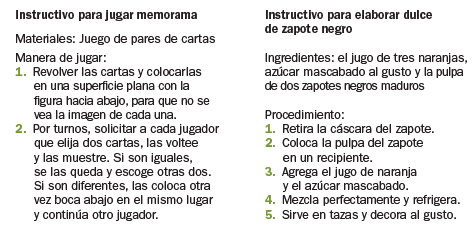 Instructivo para jugar memorama
Materiales: Juego de pares de cartas
Manera de jugar:
1. Revolver las cartas y colocarlas
en una superficie plana con la
figura hacia abajo, para que no se
vea la imagen de cada una.
2. Por turnos, solicitar a cada jugador
que elija dos cartas, las voltee
y las muestre. Si son iguales,
se las queda y escoge otras dos.
Si son diferentes, las coloca otra
vez boca abajo en el mismo lugar
y continúa otro jugador.
Instructivo para elaborar dulce
de zapote negro
Ingredientes: el jugo de tres naranjas,
azúcar mascabado al gusto y la pulpa
de dos zapotes negros maduros
Procedimiento:
1. Retira la cáscara del zapote.
2. Coloca la pulpa del zapote
en un recipiente.
3. Agrega el jugo de naranja
y el azúcar mascabado.
4. Mezcla perfectamente y refrigera.
5. Sirve en tazas y decora al gusto.